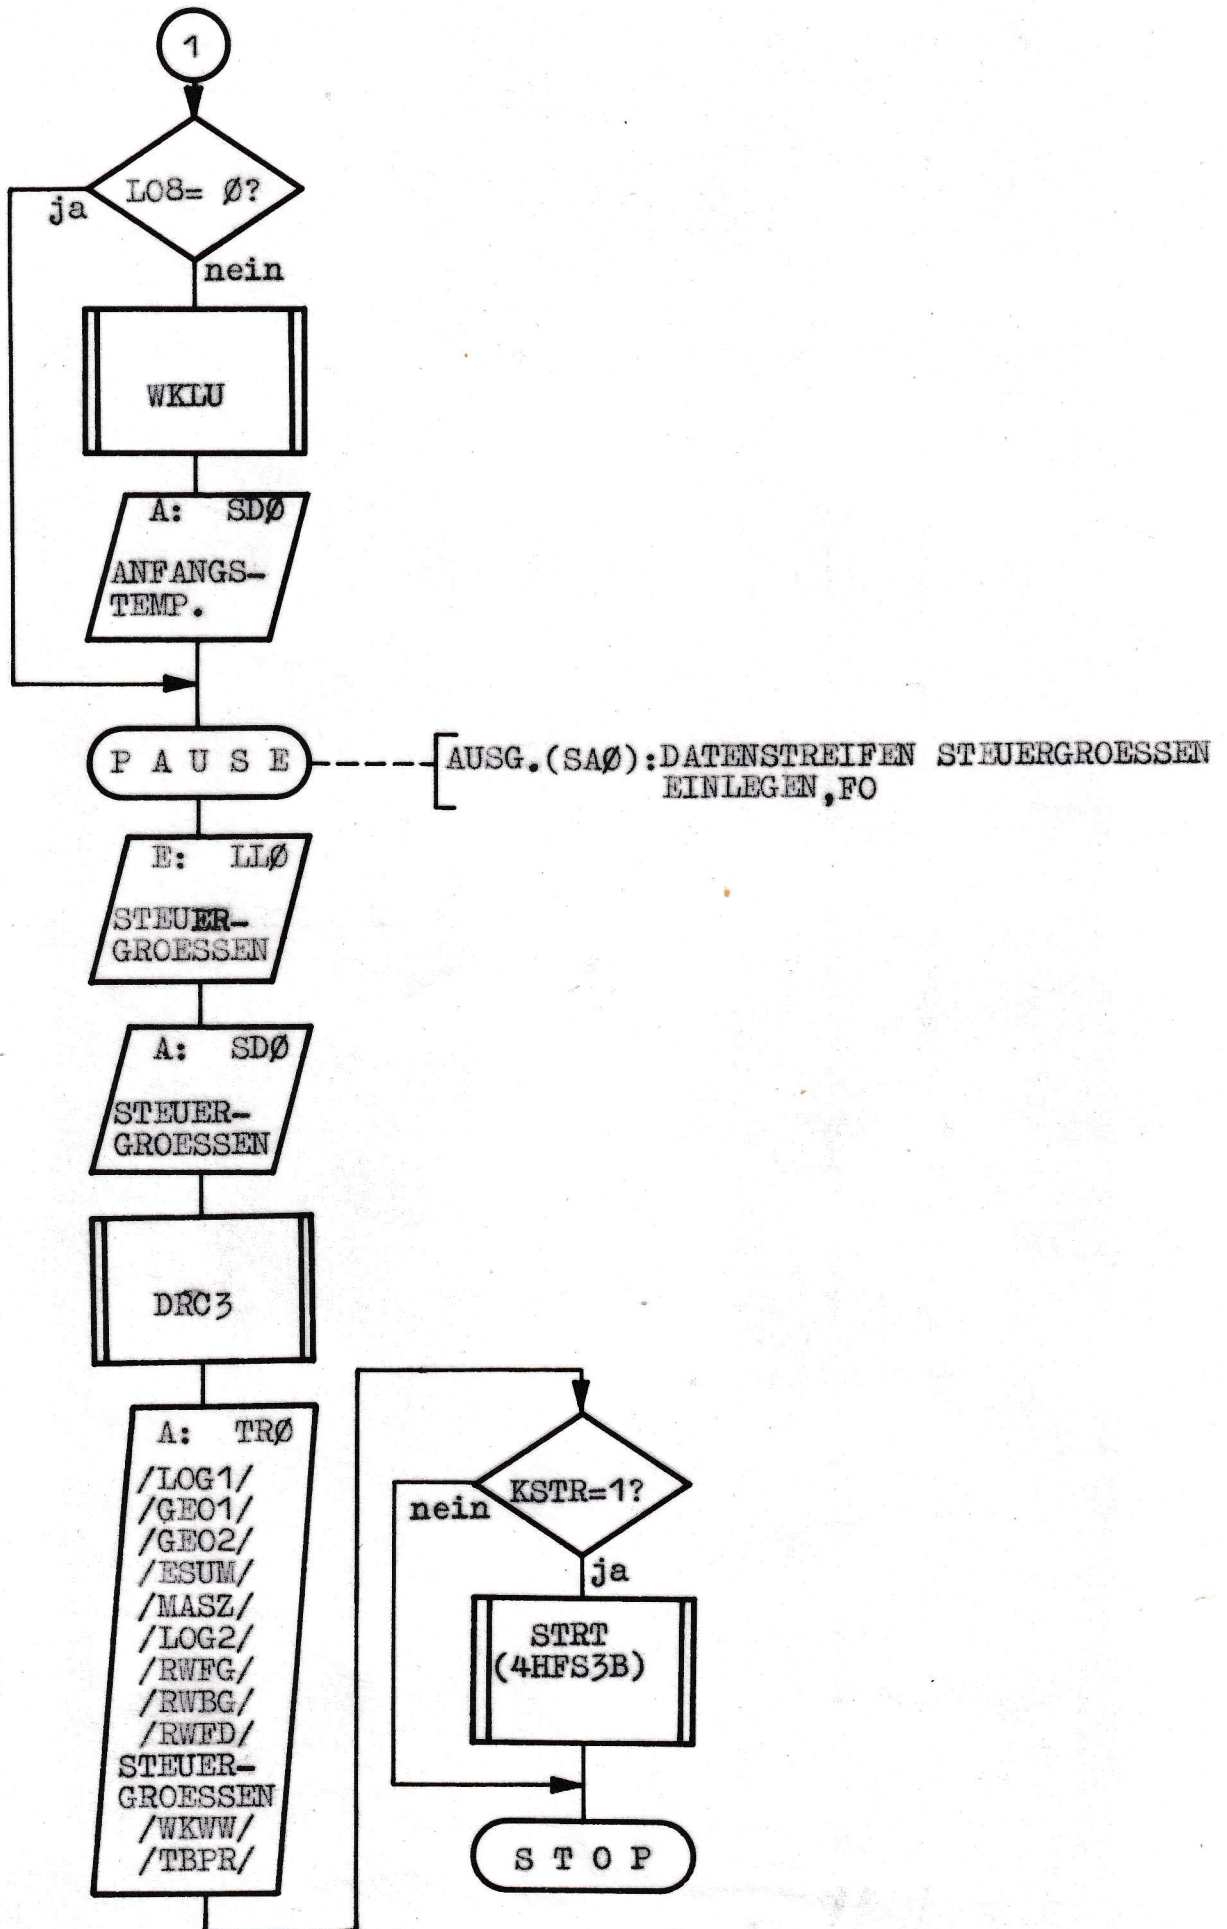 1
LO8= Ø?
ja
nein
WKLU
A: SDØ
ANFANGS-
TEMP.
P A U S E
AUSG.(SAØ):DATENSTREIFEN STEUERGROESSEN
EINLEGEN,FO
E: LLØ
STEUER-
GROESSEN
A: SDØ
STEUER-
GROESSEN
DRC3
A: TRØ
/LOG1/
/GEO1/
/GEO2/
/ESUM/
/MASZ/
/LOG2/
/RWFG/
/RWBG/
/RWFD/
STEUER-
GROESSEN
/WKWW/
/TBPR/
KSTR=1?
nein
ja
STRT
(4HFS3B)
S T O P